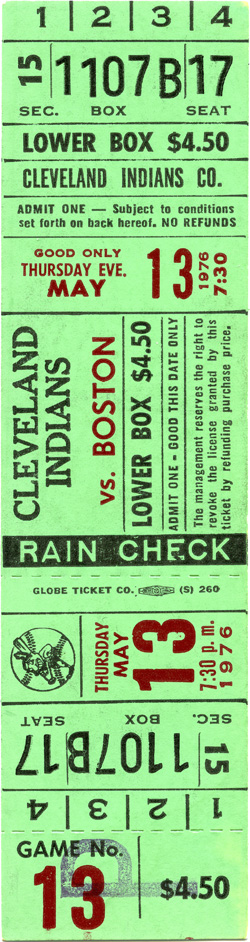 1 | 2 | 3 | 4
15 1107B 17
SEC. BOX SEAT
LOWER BOX $4.50
CLEVELAND INDIANS CO.
ADMIT ONE — Subject to conditions
set forth on back hereof. NO REFUNDS
GOOD ONLY
THURSDAY EVE.
MAY 13 1976
7:30
CLEVELAND
INDIANS
vs. BOSTON
LOWER BOX $4.50
ADMIT ONE - GOOD THIS DATE ONLY
The management reserves the right to
revoke the license granted by this
ticket by refunding purchase price.
RAIN CHECK
GLOBE TICKET CO. (S) 260
THURSDAY
MAY
13
7:30 p.m.
1976
SEC. BOX SEAT
15 1107B 17
1 | 2 | 3 | 4
GAME No.
13
$4.50